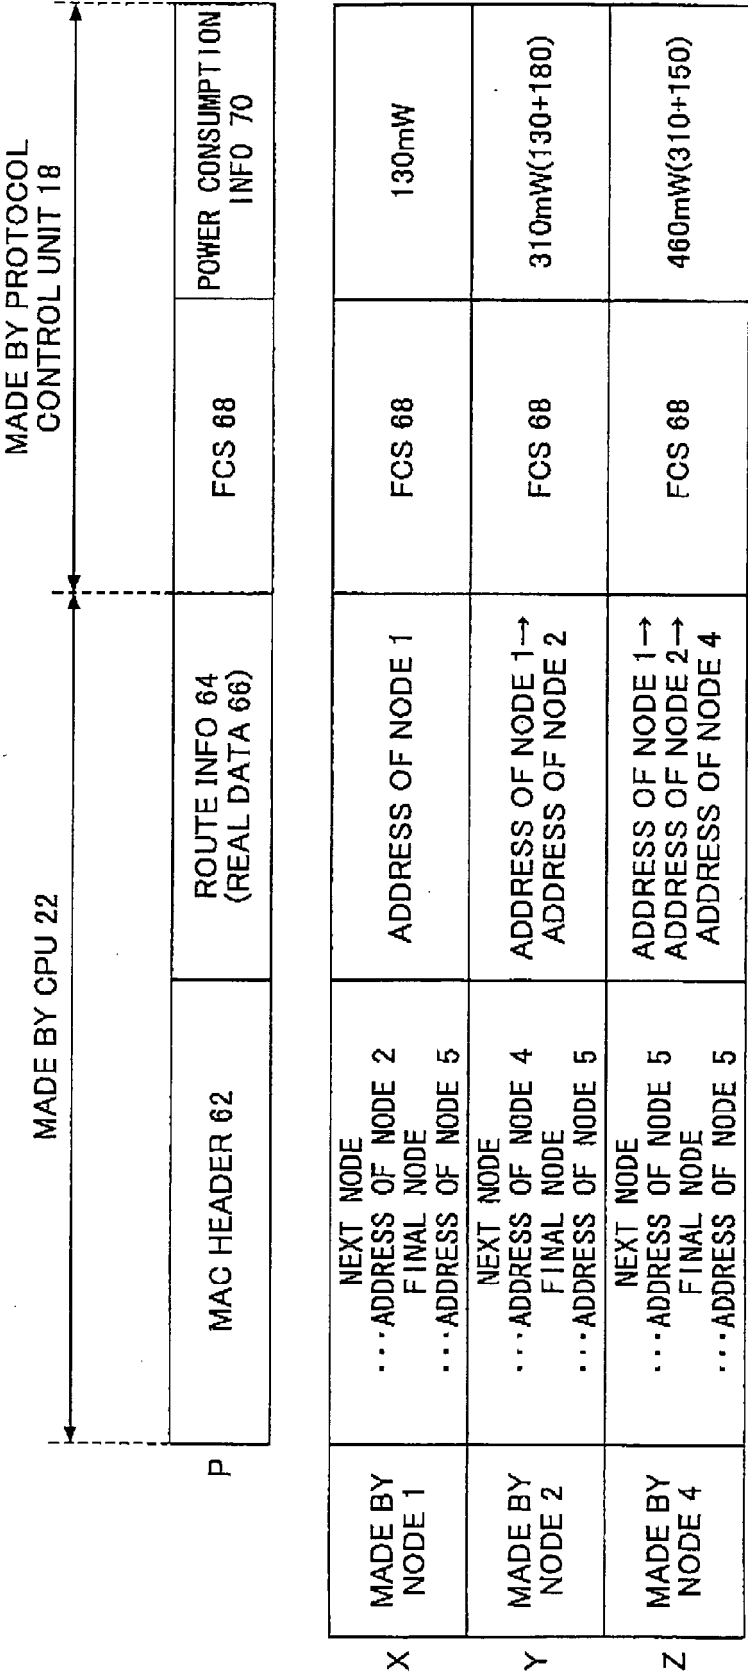 MADE BY CPU 22
MADE BY PROTOCOL
CONTROL UNIT 18
P
MAC HEADER 62
ROUTE INFO 64
(REAL DATA 66)
FCS 68
POWER CONSUMPTION
INFO 70
X
MADE BY
NODE 1
NEXT NODE
···ADDRESS OF NODE 2
FINAL NODE
···ADDRESS OF NODE 5
ADDRESS OF NODE 1
FCS 68
130mW
Y
MADE BY
NODE 2
NEXT NODE
···ADDRESS OF NODE 4
FINAL NODE
···ADDRESS OF NODE 5
ADDRESS OF NODE 1→
ADDRESS OF NODE 2
FCS 68
310mW(130+180)
Z
MADE BY
NODE 4
NEXT NODE
···ADDRESS OF NODE 5
FINAL NODE
···ADDRESS OF NODE 5
ADDRESS OF NODE 1→
ADDRESS OF NODE 2→
ADDRESS OF NODE 4
FCS 68
460mW(310+150)